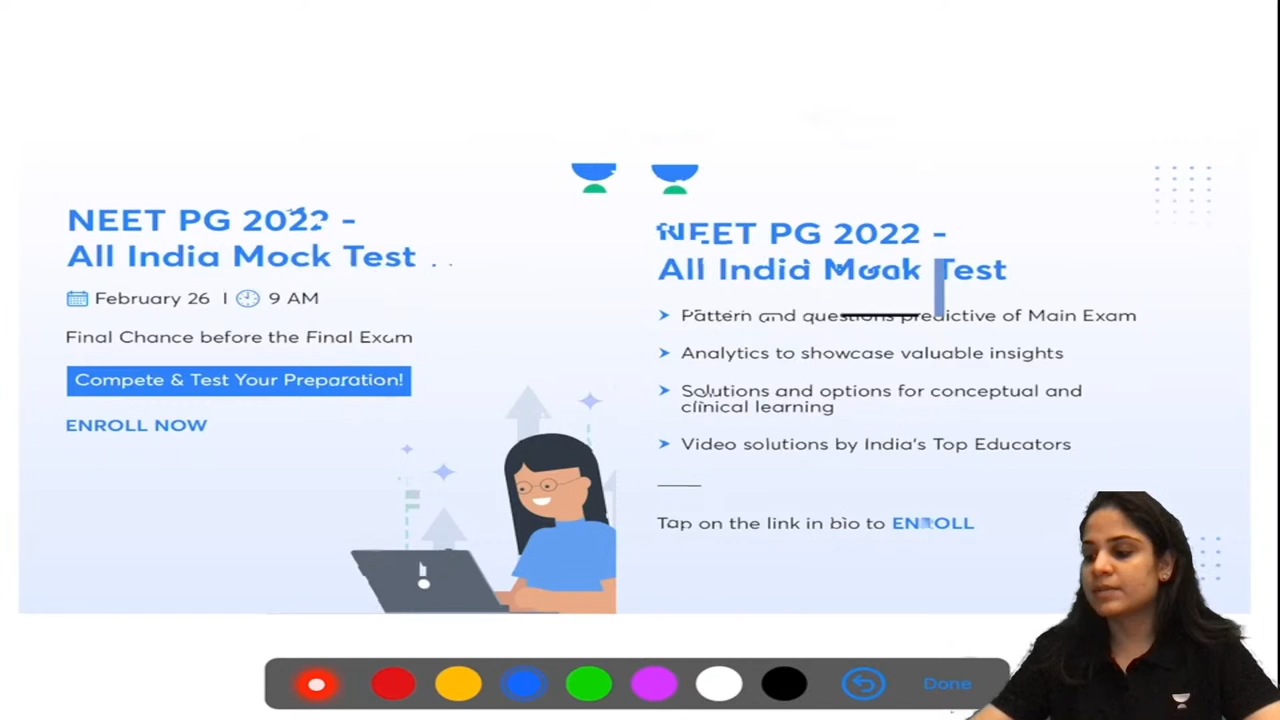 NEET PG 2022 -
All India Mock Test
February 26 | 9 AM
Final Chance before the Final Exam
Compete & Test Your Preparation!
ENROLL NOW
NEET PG 2022 -
All India Mock Test
Pattern and questions predictive of Main Exam
Analytics to showcase valuable insights
Solutions and options for conceptual and
clinical learning
Video solutions by India's Top Educators
Tap on the link in bio to ENROLL
Done